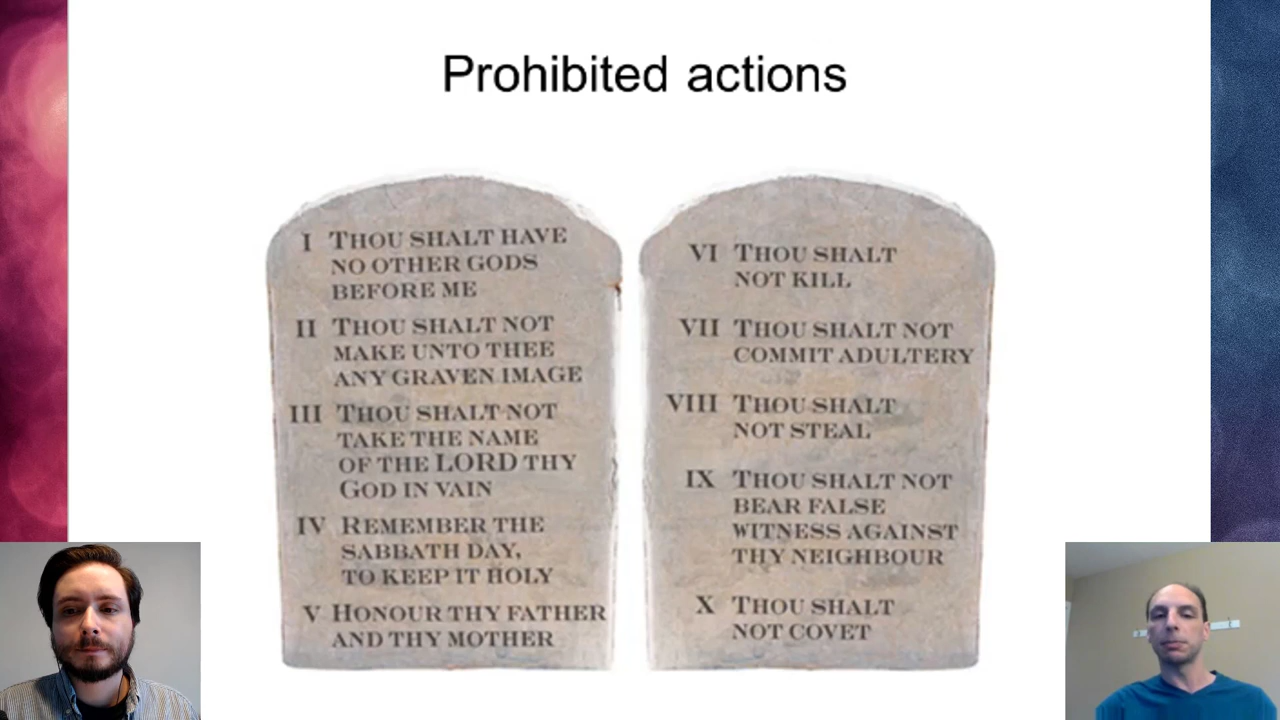 Prohibited actions
I THOU SHALT HAVE
NO OTHER GODS
BEFORE ME
II THOU SHALT NOT
MAKE UNTO THEE
ANY GRAVEN IMAGE
III THOU SHALT NOT
TAKE THE NAME
OF THE LORD THY
GOD IN VAIN
IV REMEMBER THE
SABBATH DAY,
TO KEEP IT HOLY
V HONOUR THY FATHER
AND THY MOTHER
VI THOU SHALT
NOT KILL
VII THOU SHALT NOT
COMMIT ADULTERY
VIII THOU SHALT
NOT STEAL
IX THOU SHALT NOT
BEAR FALSE
WITNESS AGAINST
THY NEIGHBOUR
X THOU SHALT
NOT COVET